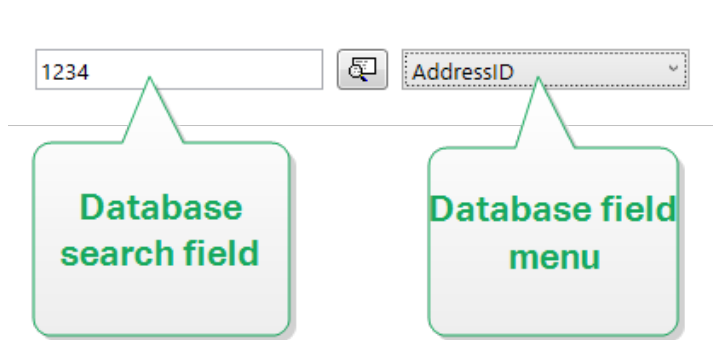 1234
AddressID
Database
search field
Database field
menu